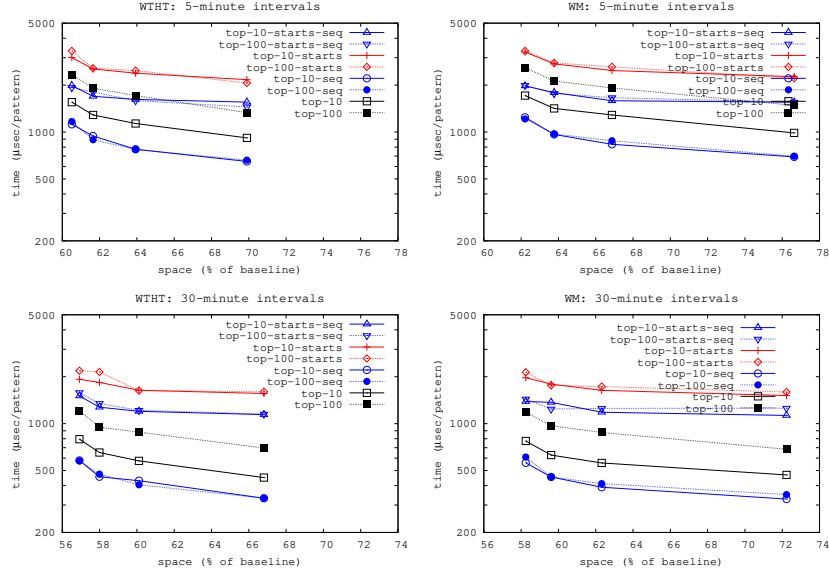 WTHT: 5-minute intervals
5000
1000
500
200
time (μsec/pattern)
top-10-starts-seq
top-100-starts-seq
top-10-starts
top-100-starts
top-10-seq
top-100-seq
top-10
top-100
60 62 64 66 68 70 72 74 76 78
space (% of baseline)
WM: 5-minute intervals
5000
1000
500
200
time (μsec/pattern)
top-10-starts-seq
top-100-starts-seq
top-10-starts
top-100-starts
top-10-seq
top-100-seq
top-10
top-100
60 62 64 66 68 70 72 74 76 78
space (% of baseline)
WTHT: 30-minute intervals
5000
1000
500
200
time (μsec/pattern)
top-10-starts-seq
top-100-starts-seq
top-10-starts
top-100-starts
top-10-seq
top-100-seq
top-10
top-100
56 58 60 62 64 66 68 70 72 74
space (% of baseline)
WM: 30-minute intervals
5000
1000
500
200
time (μsec/pattern)
top-10-starts-seq
top-100-starts-seq
top-10-starts
top-100-starts
top-10-seq
top-100-seq
top-10
top-100
56 58 60 62 64 66 68 70 72 74
space (% of baseline)